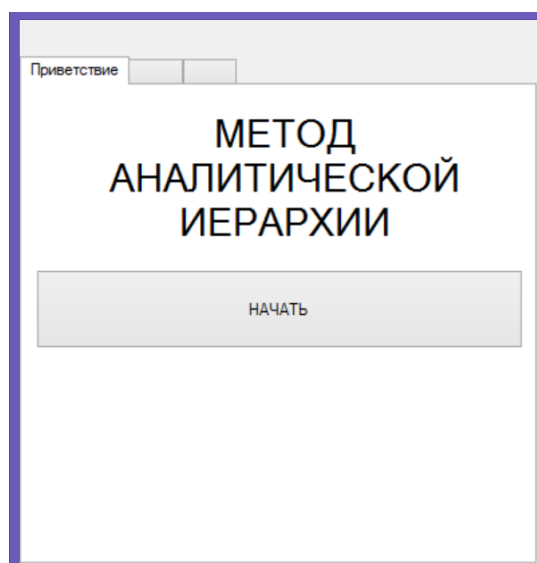 Приветствие
МЕТОД
АНАЛИТИЧЕСКОЙ
ИЕРАРХИИ
НАЧАТЬ